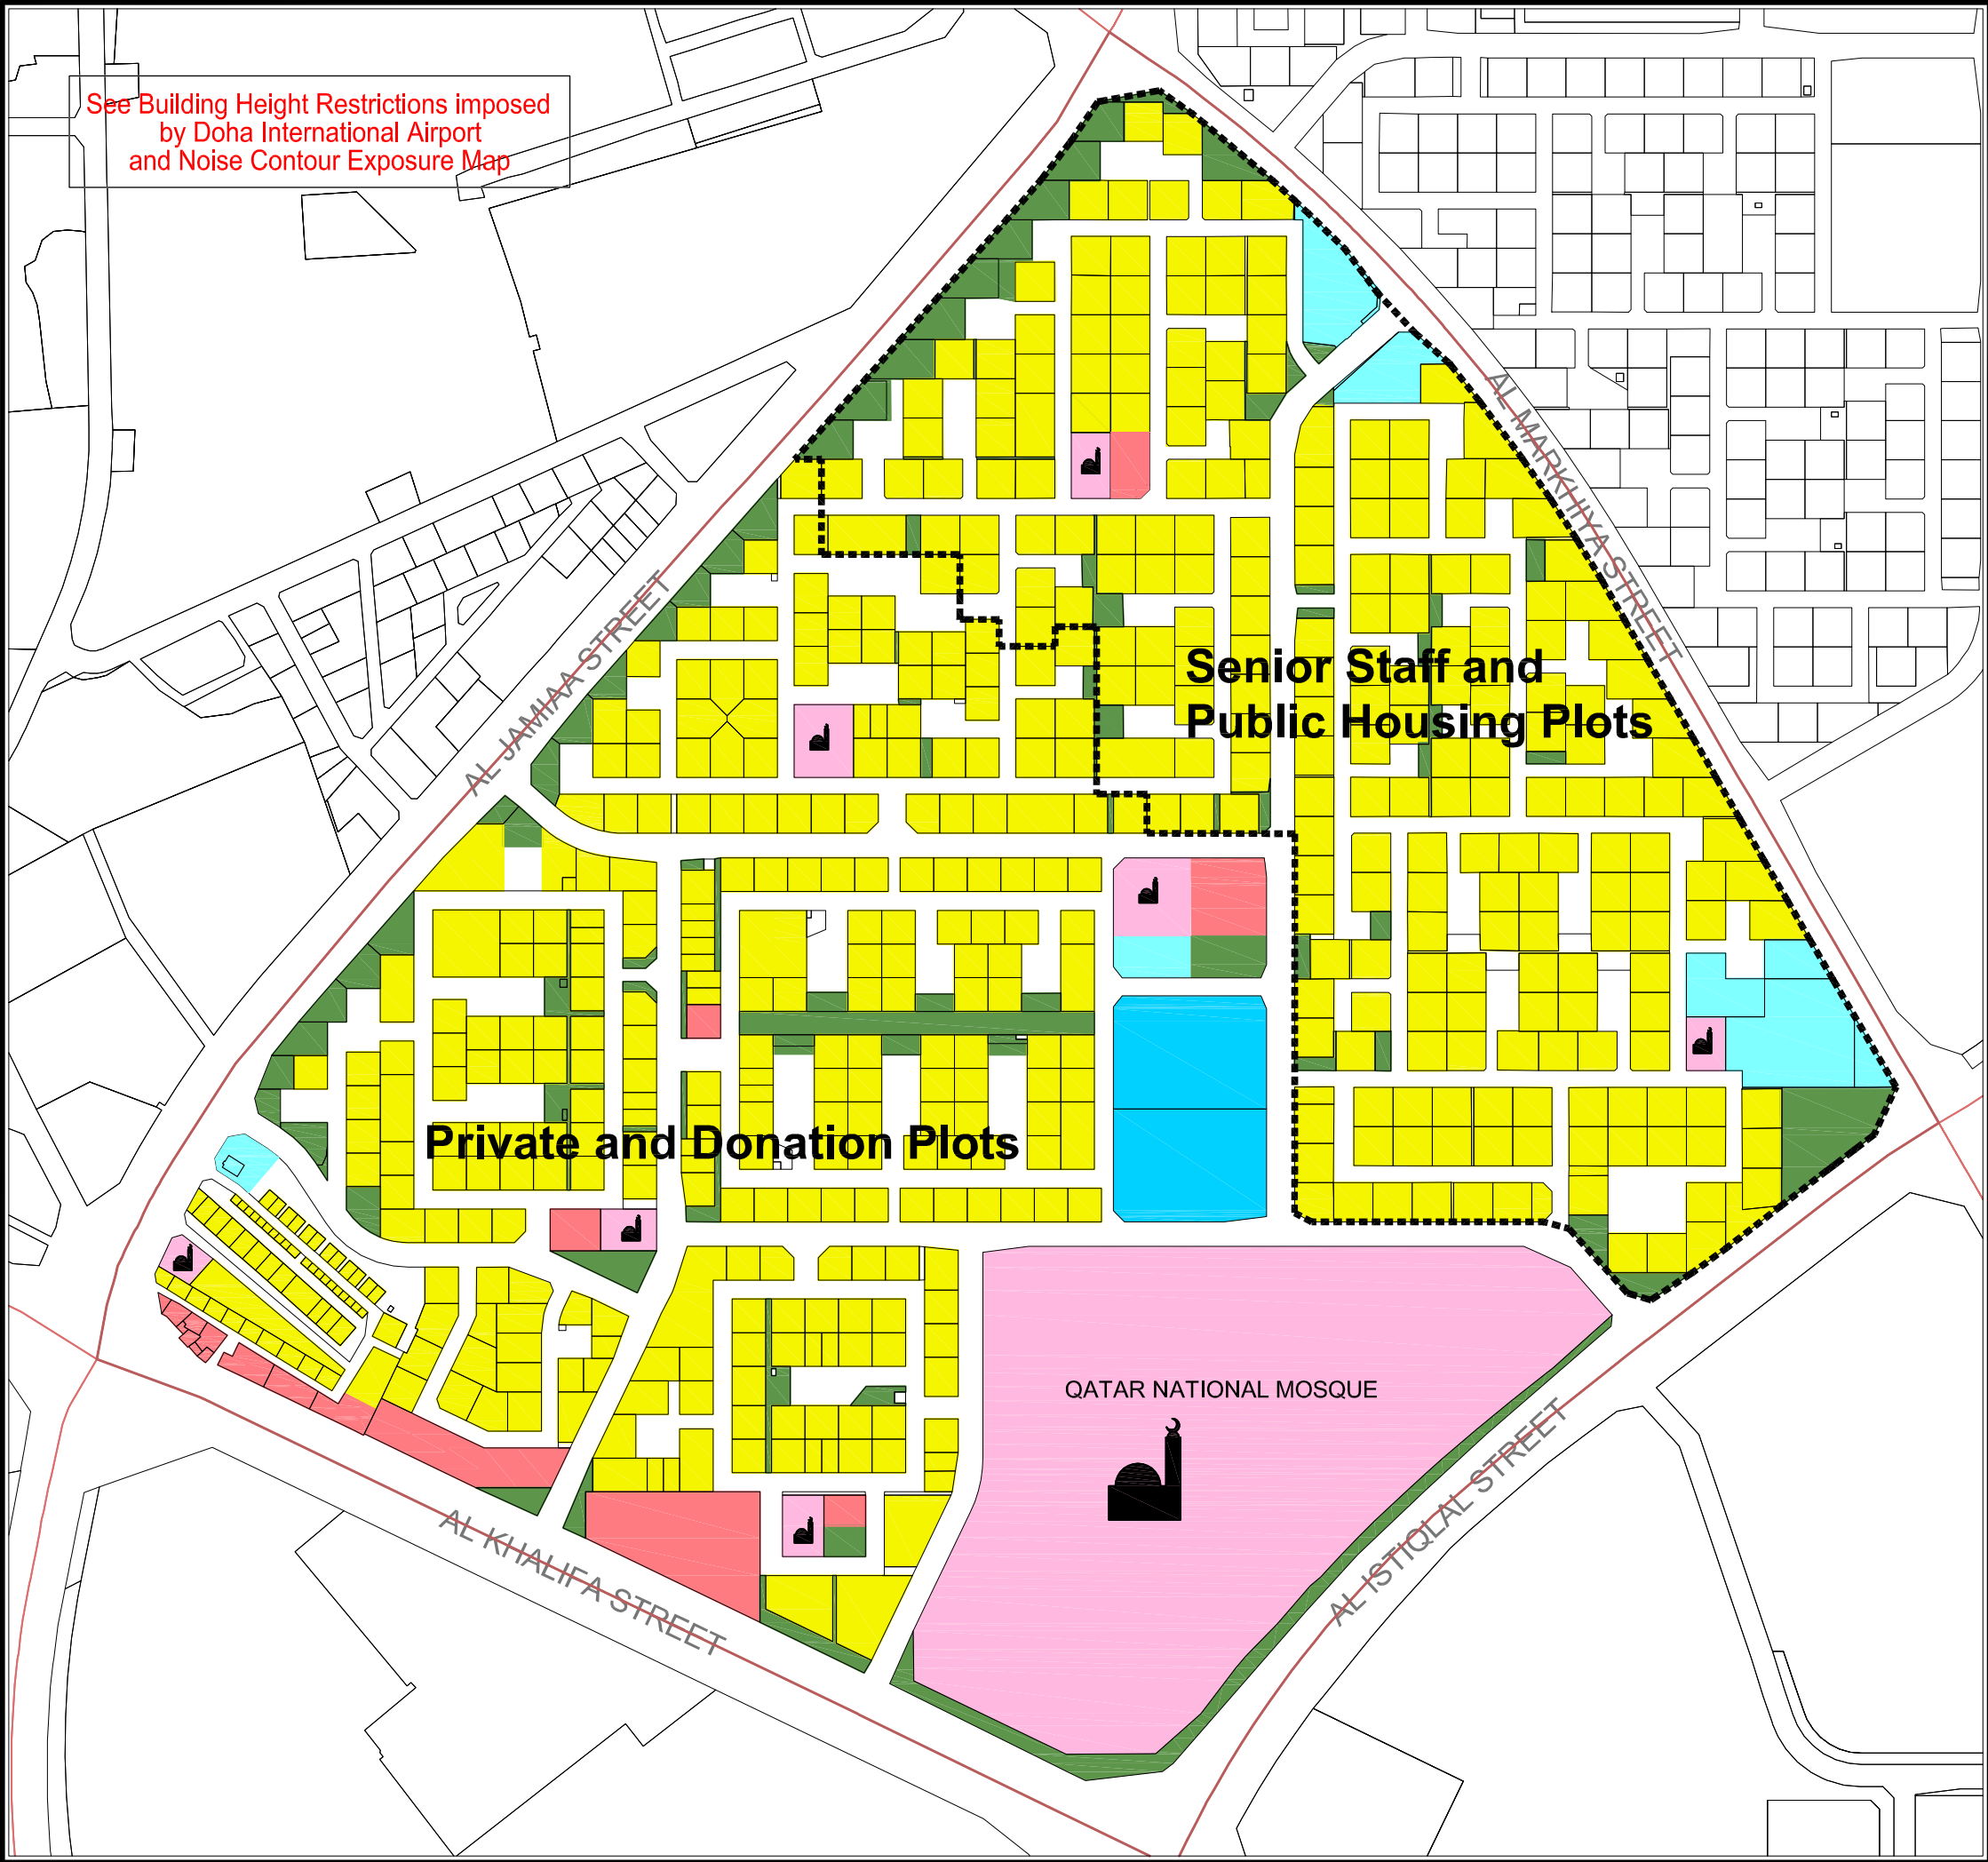 See Building Height Restrictions imposed
by Doha International Airport
and Noise Contour Exposure Map
AL MARKHIYA STREET
AL JAMIAA STREET
Senior Staff and
Public Housing Plots
Private and Donation Plots
QATAR NATIONAL MOSQUE
AL KHALIFA STREET
AL ISTIQLAL STREET